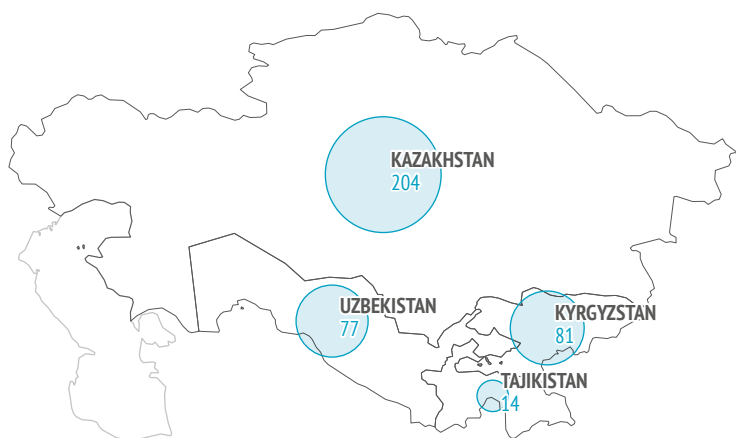 KAZAKHSTAN
204
UZBEKISTAN
77
KYRGYZSTAN
81
TAJIKISTAN
14